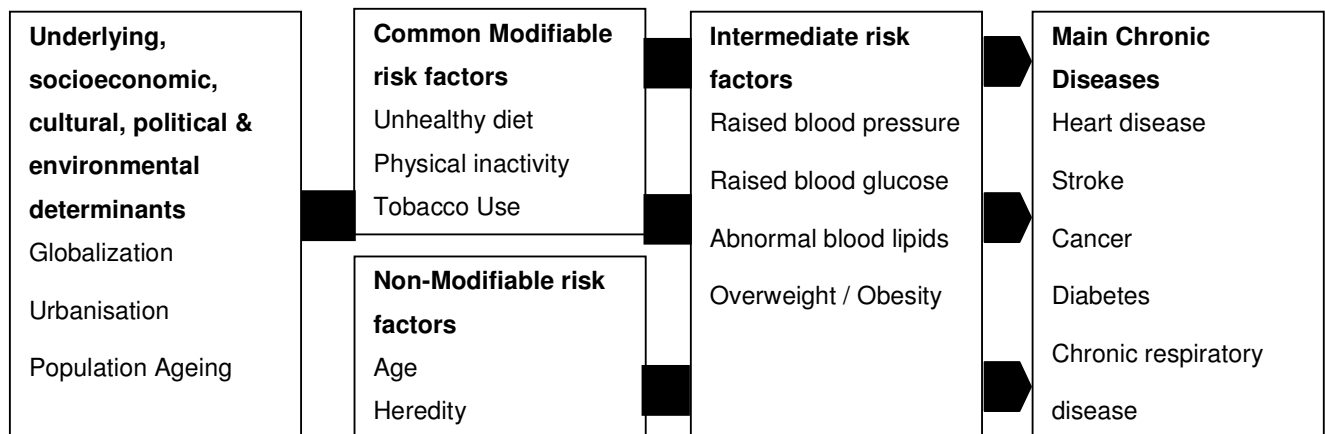 Underlying,
socioeconomic,
cultural, political &
environmental
determinants
Globalization
Urbanisation
Population Ageing
Common Modifiable
risk factors
Unhealthy diet
Physical inactivity
Tobacco Use
Non-Modifiable risk
factors
Age
Heredity
Intermediate risk
factors
Raised blood pressure
Raised blood glucose
Abnormal blood lipids
Overweight / Obesity
Main Chronic
Diseases
Heart disease
Stroke
Cancer
Diabetes
Chronic respiratory
disease